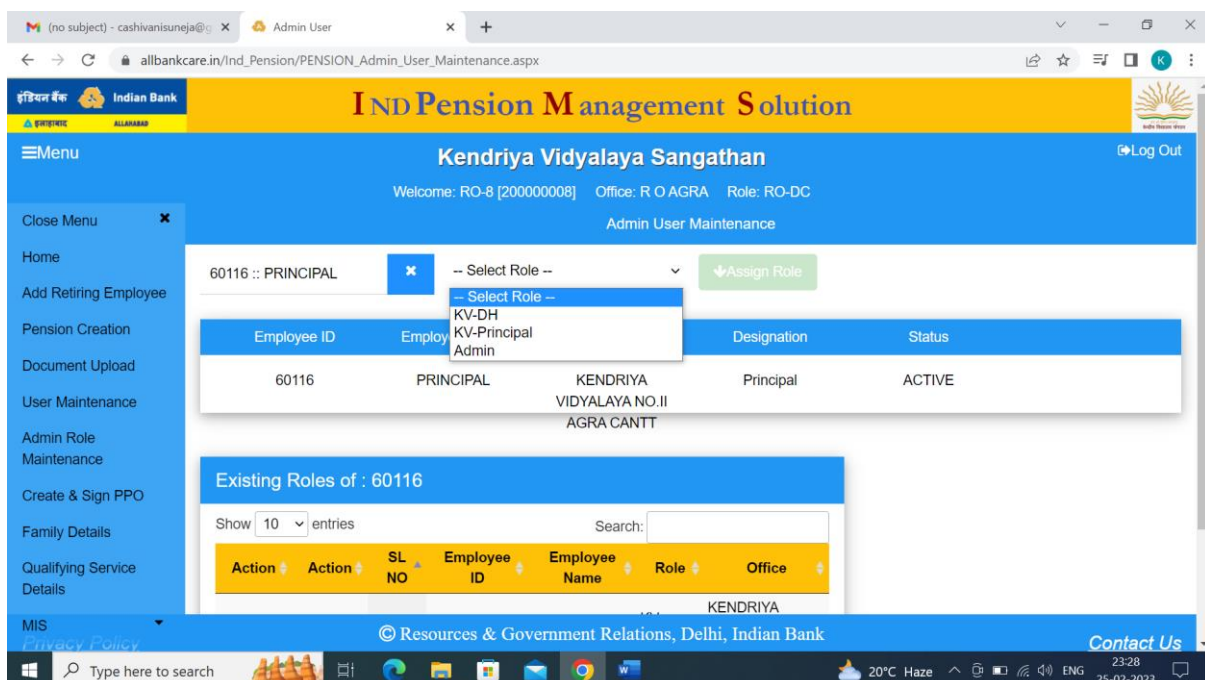 (no subject) - cashivanisuneja@g
Admin User
allbankcare.in/Ind_Pension/PENSION_Admin_User_Maintenance.aspx
K
इंडियन बैंक Indian Bank
इलाहाबाद ALLAHABAD
IND Pension Management Solution
Menu
Kendriya Vidyalaya Sangathan
Log Out
Welcome: RO-8 [200000008] Office: R O AGRA Role: RO-DC
Admin User Maintenance
Close Menu
Home
Add Retiring Employee
Pension Creation
Document Upload
User Maintenance
Admin Role
Maintenance
Create & Sign PPO
Family Details
Qualifying Service
Details
MIS
60116 :: PRINCIPAL
-- Select Role --
Assign Role
-- Select Role --
KV-DH
KV-Principal
Admin
Employee ID Employ Designation Status
60116 PRINCIPAL KENDRIYA Principal ACTIVE
VIDYALAYA NO.II
AGRA CANTT
Existing Roles of : 60116
Show 10 entries Search:
Action Action SL NO Employee ID Employee Name Role Office
KENDRIYA
Privacy Policy
© Resources & Government Relations, Delhi, Indian Bank
Contact Us
Type here to search
20°C Haze ENG 23:28
25-02-2023